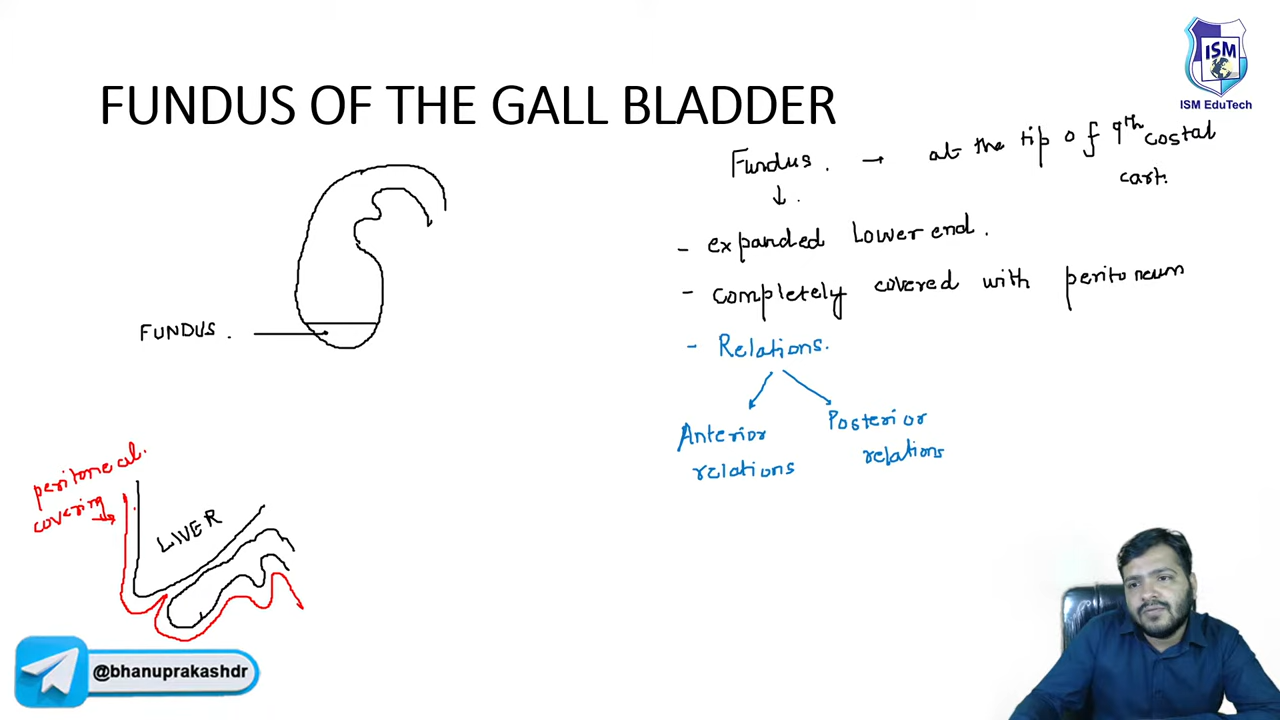 ISM
ISM EduTech
FUNDUS OF THE GALL BLADDER
Fundus. → at the tip of 9th costal
cart.
- expanded Lower end.
- completely covered with peritoneum
FUNDUS.
- Relations.
Anterior
relations
Posterior
relations
peritoneal.
covering
LIVER
@bhanuprakashdr